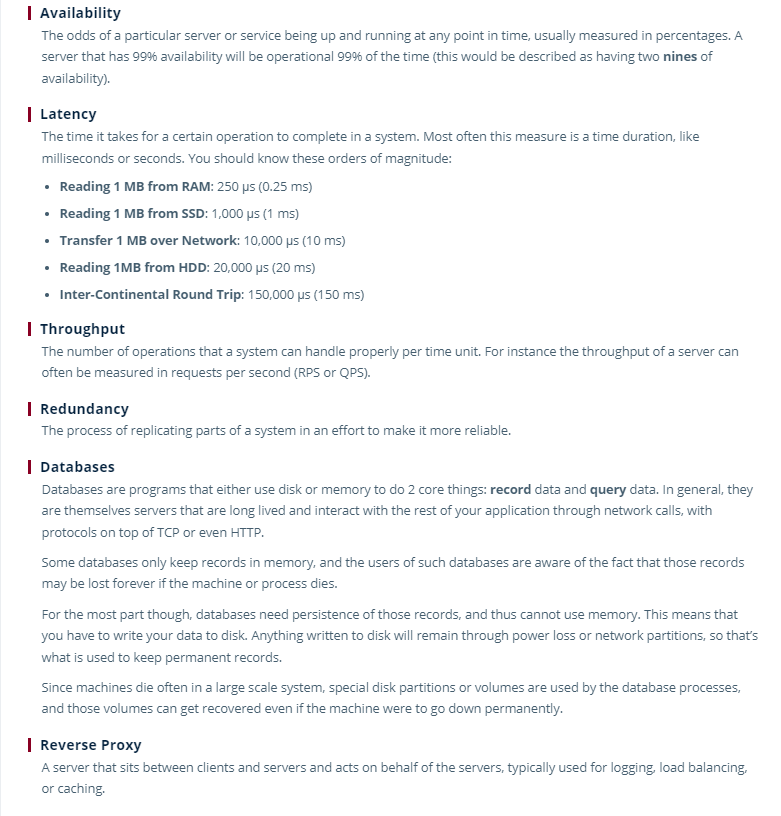 Availability
The odds of a particular server or service being up and running at any point in time, usually measured in percentages. A
server that has 99% availability will be operational 99% of the time (this would be described as having two nines of
availability).
Latency
The time it takes for a certain operation to complete in a system. Most often this measure is a time duration, like
milliseconds or seconds. You should know these orders of magnitude:
• Reading 1 MB from RAM: 250 μs (0.25 ms)
• Reading 1 MB from SSD: 1,000 μs (1 ms)
• Transfer 1 MB over Network: 10,000 μs (10 ms)
• Reading 1MB from HDD: 20,000 μs (20 ms)
• Inter-Continental Round Trip: 150,000 μs (150 ms)
Throughput
The number of operations that a system can handle properly per time unit. For instance the throughput of a server can
often be measured in requests per second (RPS or QPS).
Redundancy
The process of replicating parts of a system in an effort to make it more reliable.
Databases
Databases are programs that either use disk or memory to do 2 core things: record data and query data. In general, they
are themselves servers that are long lived and interact with the rest of your application through network calls, with
protocols on top of TCP or even HTTP.
Some databases only keep records in memory, and the users of such databases are aware of the fact that those records
may be lost forever if the machine or process dies.
For the most part though, databases need persistence of those records, and thus cannot use memory. This means that
you have to write your data to disk. Anything written to disk will remain through power loss or network partitions, so that's
what is used to keep permanent records.
Since machines die often in a large scale system, special disk partitions or volumes are used by the database processes,
and those volumes can get recovered even if the machine were to go down permanently.
Reverse Proxy
A server that sits between clients and servers and acts on behalf of the servers, typically used for logging, load balancing,
or caching.